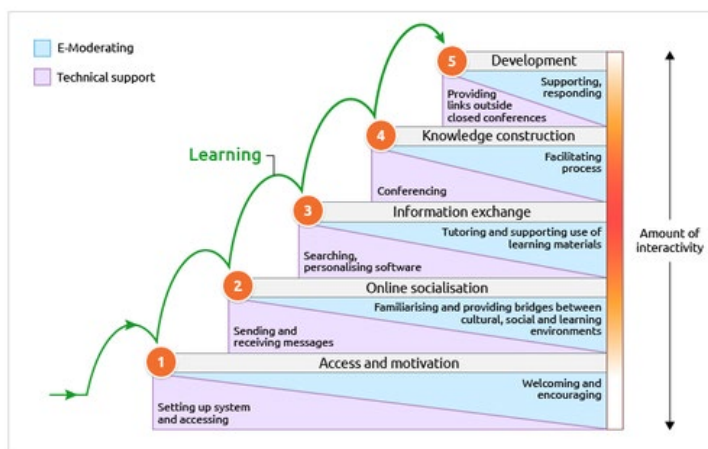 E-Moderating
Technical support
5
Development
Supporting,
responding
Providing
links outside
closed conferences
4
Knowledge construction
Facilitating
process
Conferencing
Learning
3
Information exchange
Tutoring and supporting use of
learning materials
Searching,
personalising software
Amount of
interactivity
2
Online socialisation
Familiarising and providing bridges between
cultural, social and learning
environments
Sending and
receiving messages
1
Access and motivation
Welcoming and
encouraging
Setting up system
and accessing